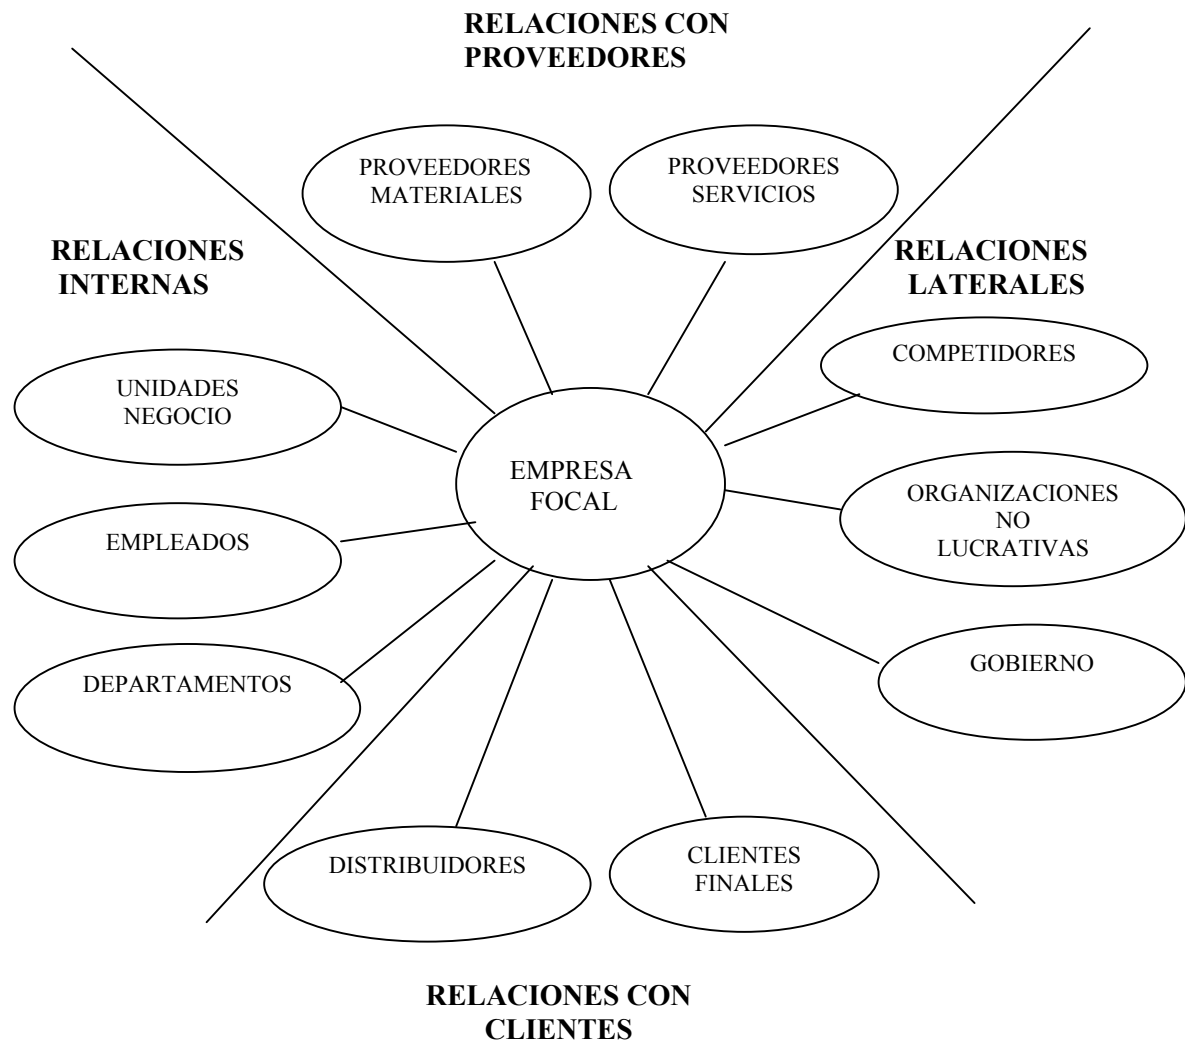 RELACIONES CON
PROVEEDORES
PROVEEDORES
MATERIALES
PROVEEDORES
SERVICIOS
RELACIONES
INTERNAS
RELACIONES
LATERALES
COMPETIDORES
UNIDADES
NEGOCIO
EMPRESA
FOCAL
ORGANIZACIONES
NO
LUCRATIVAS
EMPLEADOS
GOBIERNO
DEPARTAMENTOS
DISTRIBUIDORES
CLIENTES
FINALES
RELACIONES CON
CLIENTES